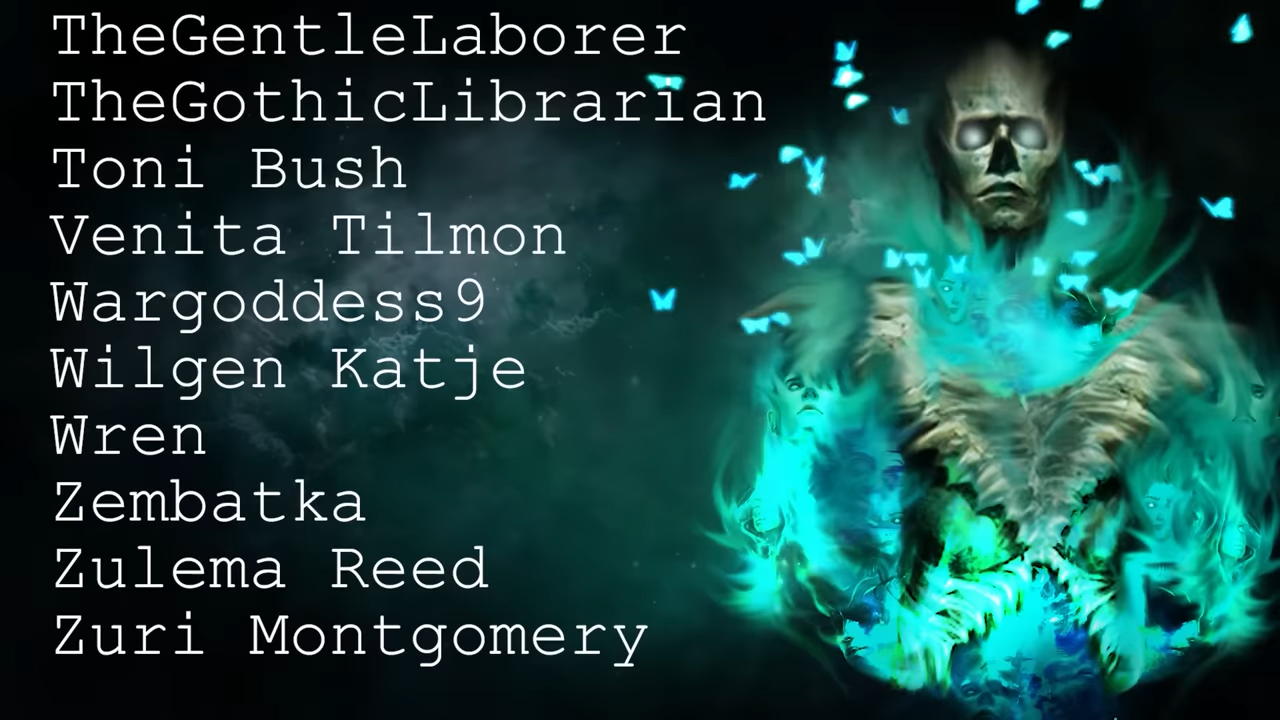 TheGentleLaborer
TheGothicLibrarian
Toni Bush
Venita Tilmon
Wargoddess9
Wilgen Katje
Wren
Zembatka
Zulema Reed
Zuri Montgomery